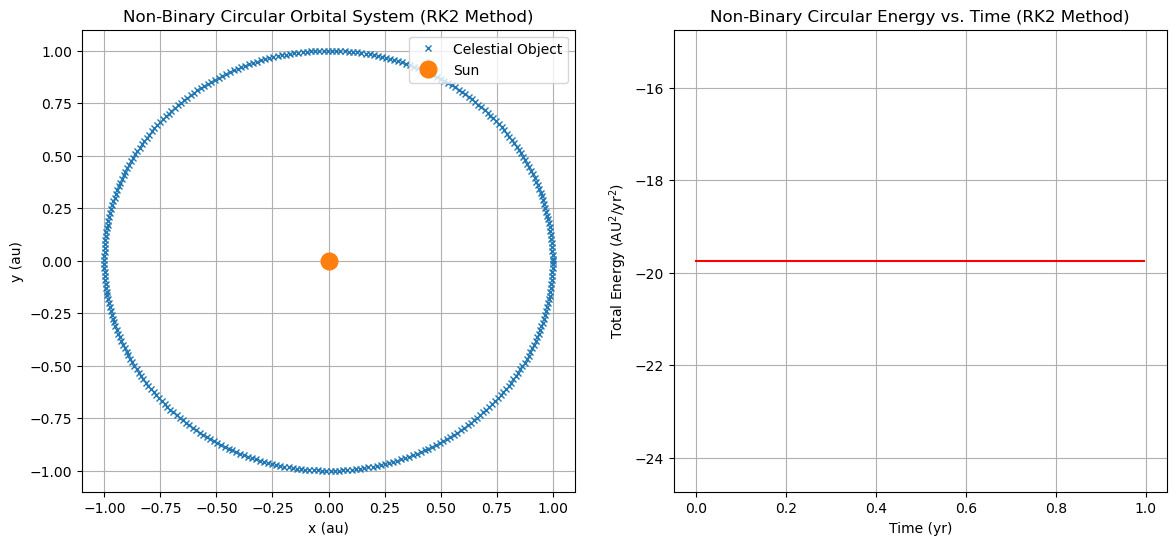 Non-Binary Circular Orbital System (RK2 Method)
Celestial Object
Sun
1.00
0.75
0.50
0.25
0.00
−0.25
−0.50
−0.75
−1.00
y (au)
−1.00 −0.75 −0.50 −0.25 0.00 0.25 0.50 0.75 1.00
x (au)
Non-Binary Circular Energy vs. Time (RK2 Method)
−16
−18
−20
−22
−24
Total Energy (AU²/yr²)
0.0 0.2 0.4 0.6 0.8 1.0
Time (yr)